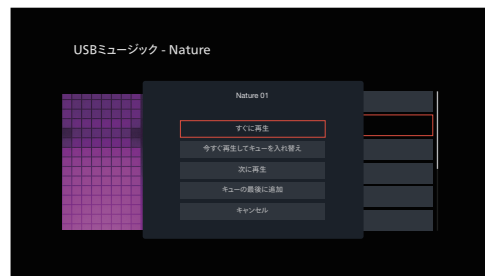 USBミュージック - Nature
Nature 01
すぐに再生
今すぐ再生してキューを入れ替え
次に再生
キューの最後に追加
キャンセル